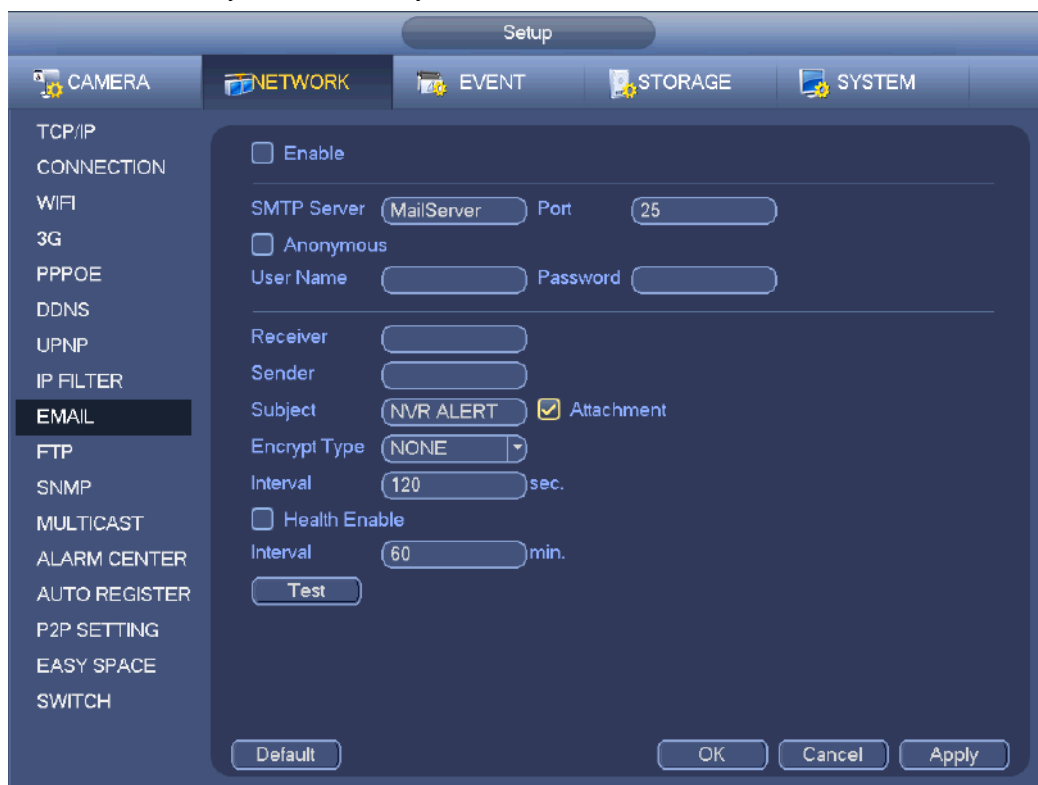 Setup
CAMERA NETWORK EVENT STORAGE SYSTEM
TCP/IP
CONNECTION
WIFI
3G
PPPOE
DDNS
UPNP
IP FILTER
EMAIL
FTP
SNMP
MULTICAST
ALARM CENTER
AUTO REGISTER
P2P SETTING
EASY SPACE
SWITCH
Enable
SMTP Server MailServer Port 25
Anonymous
User Name Password
Receiver
Sender
Subject NVR ALERT Attachment
Encrypt Type NONE
Interval 120 sec.
Health Enable
Interval 60 min.
Test
Default OK Cancel Apply